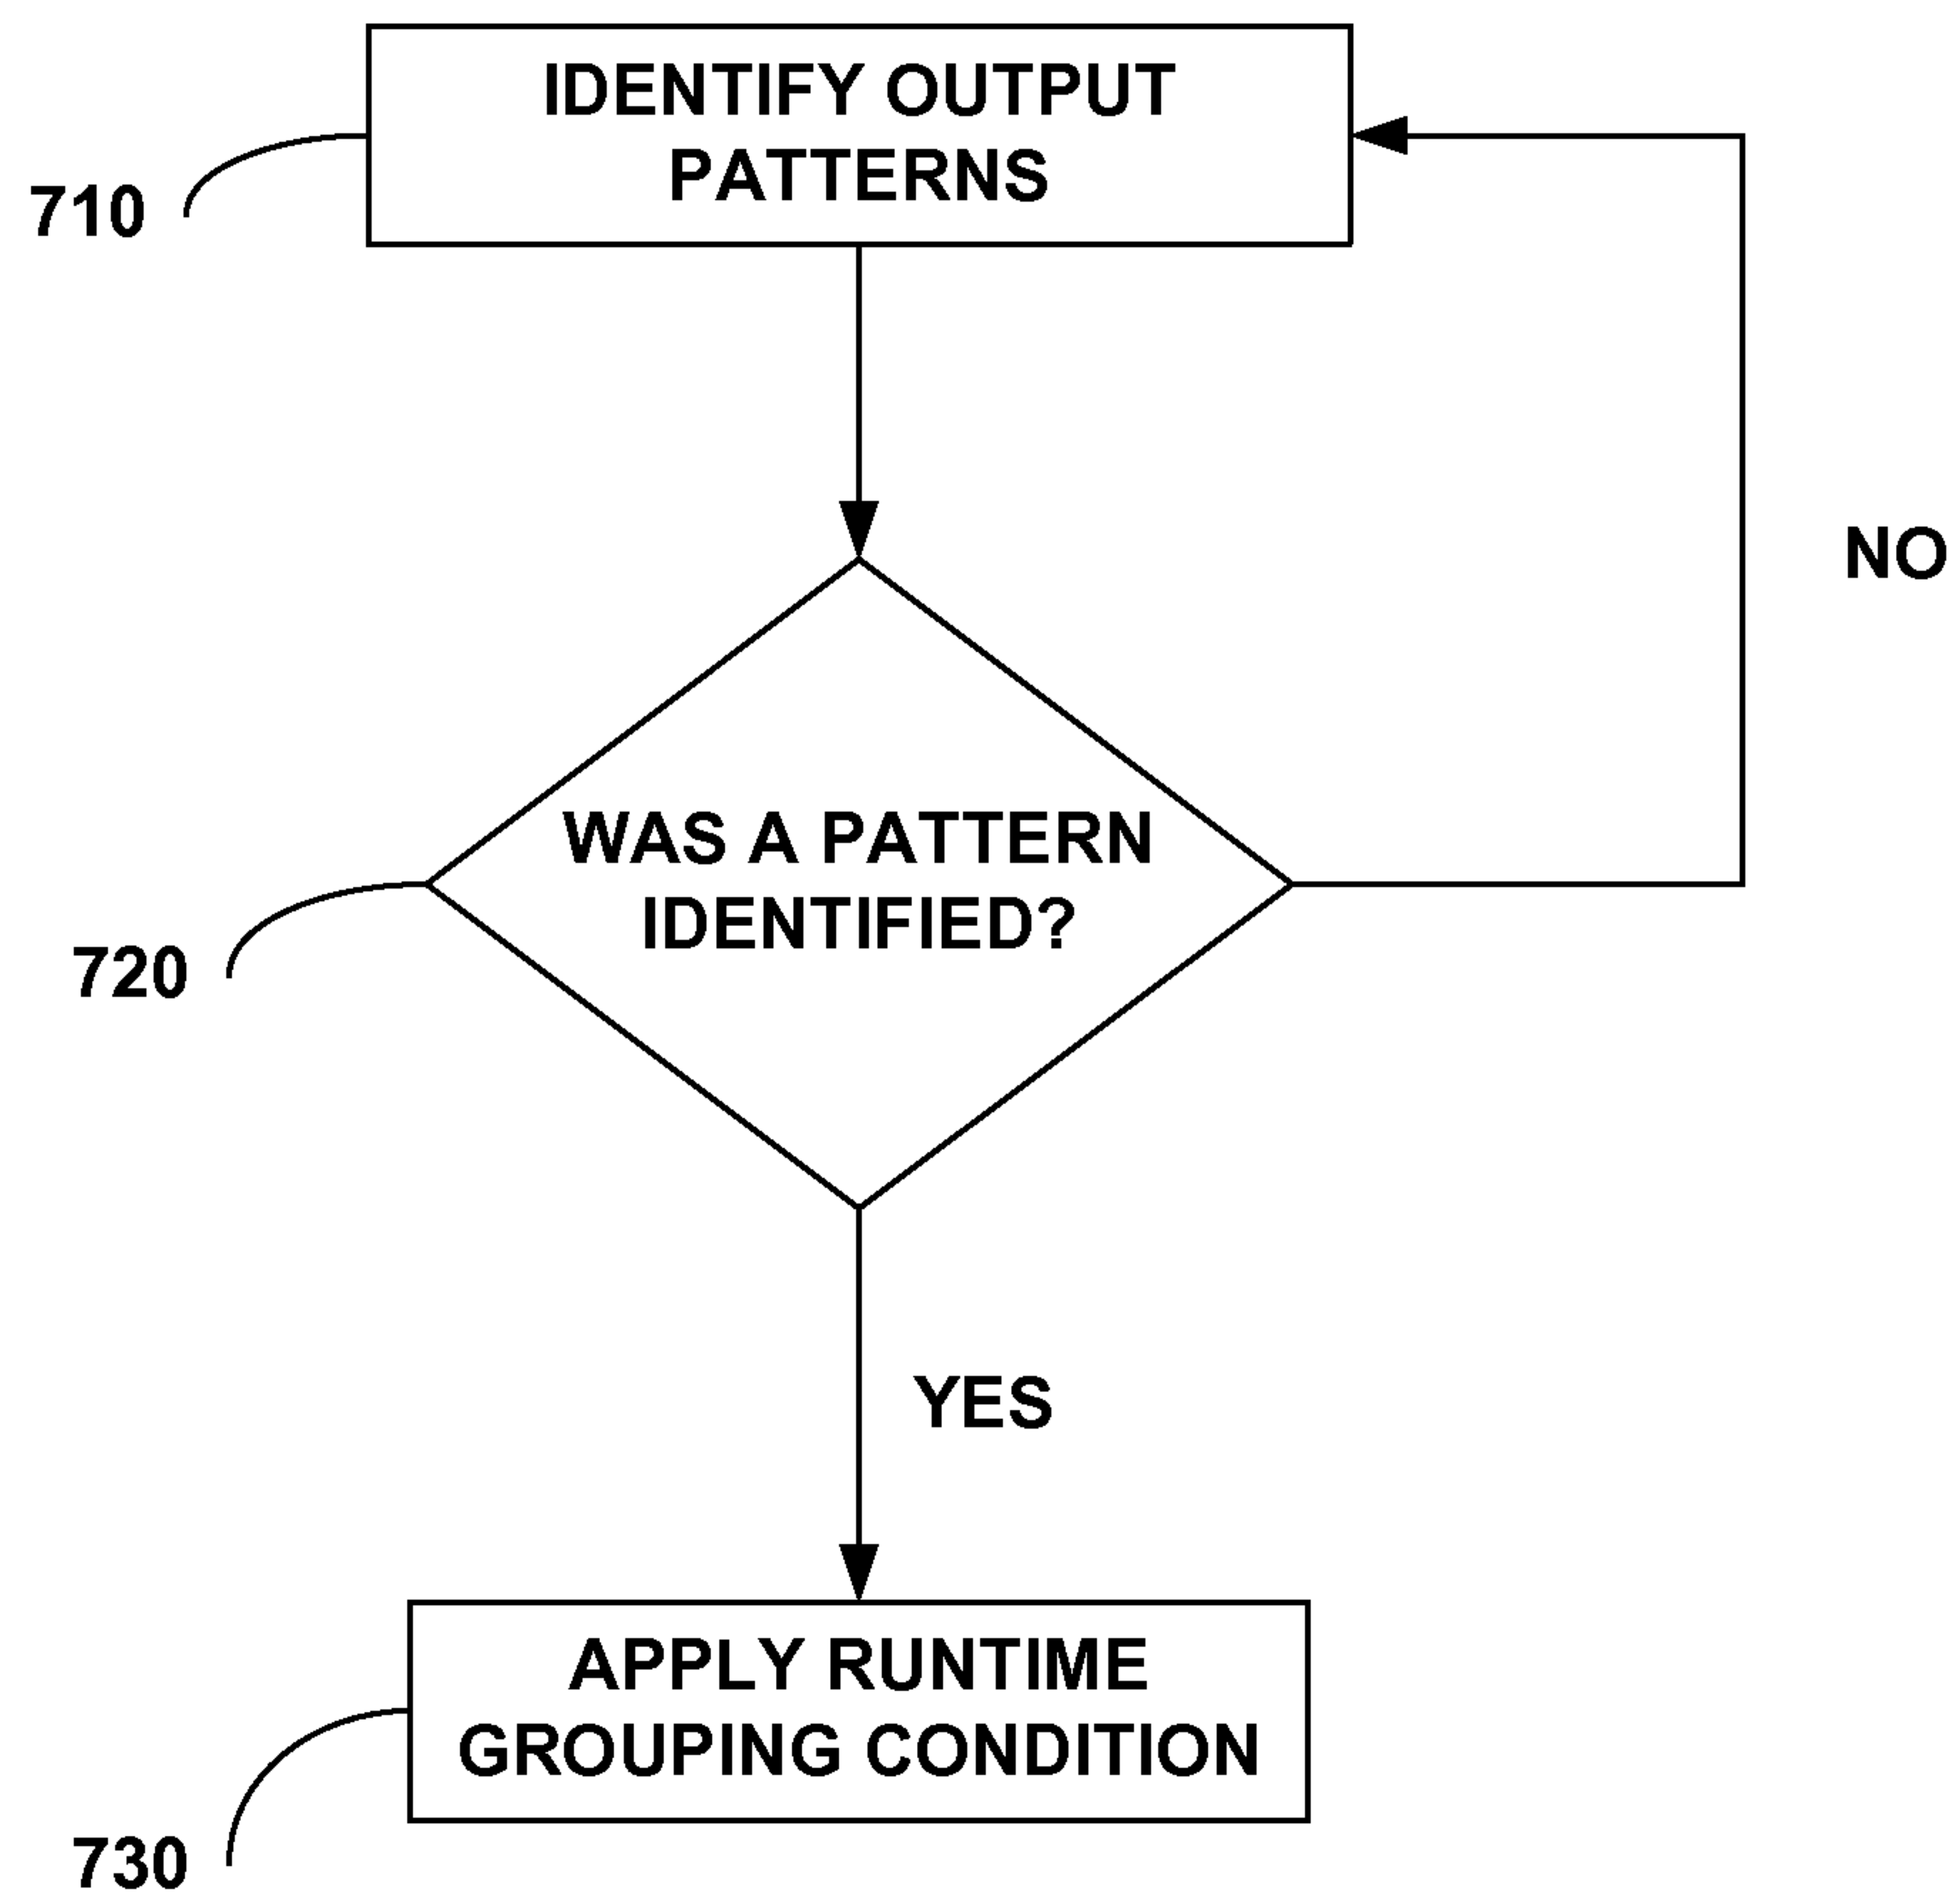 IDENTIFY OUTPUT
PATTERNS
710
NO
WAS A PATTERN
IDENTIFIED?
720
YES
APPLY RUNTIME
GROUPING CONDITION
730